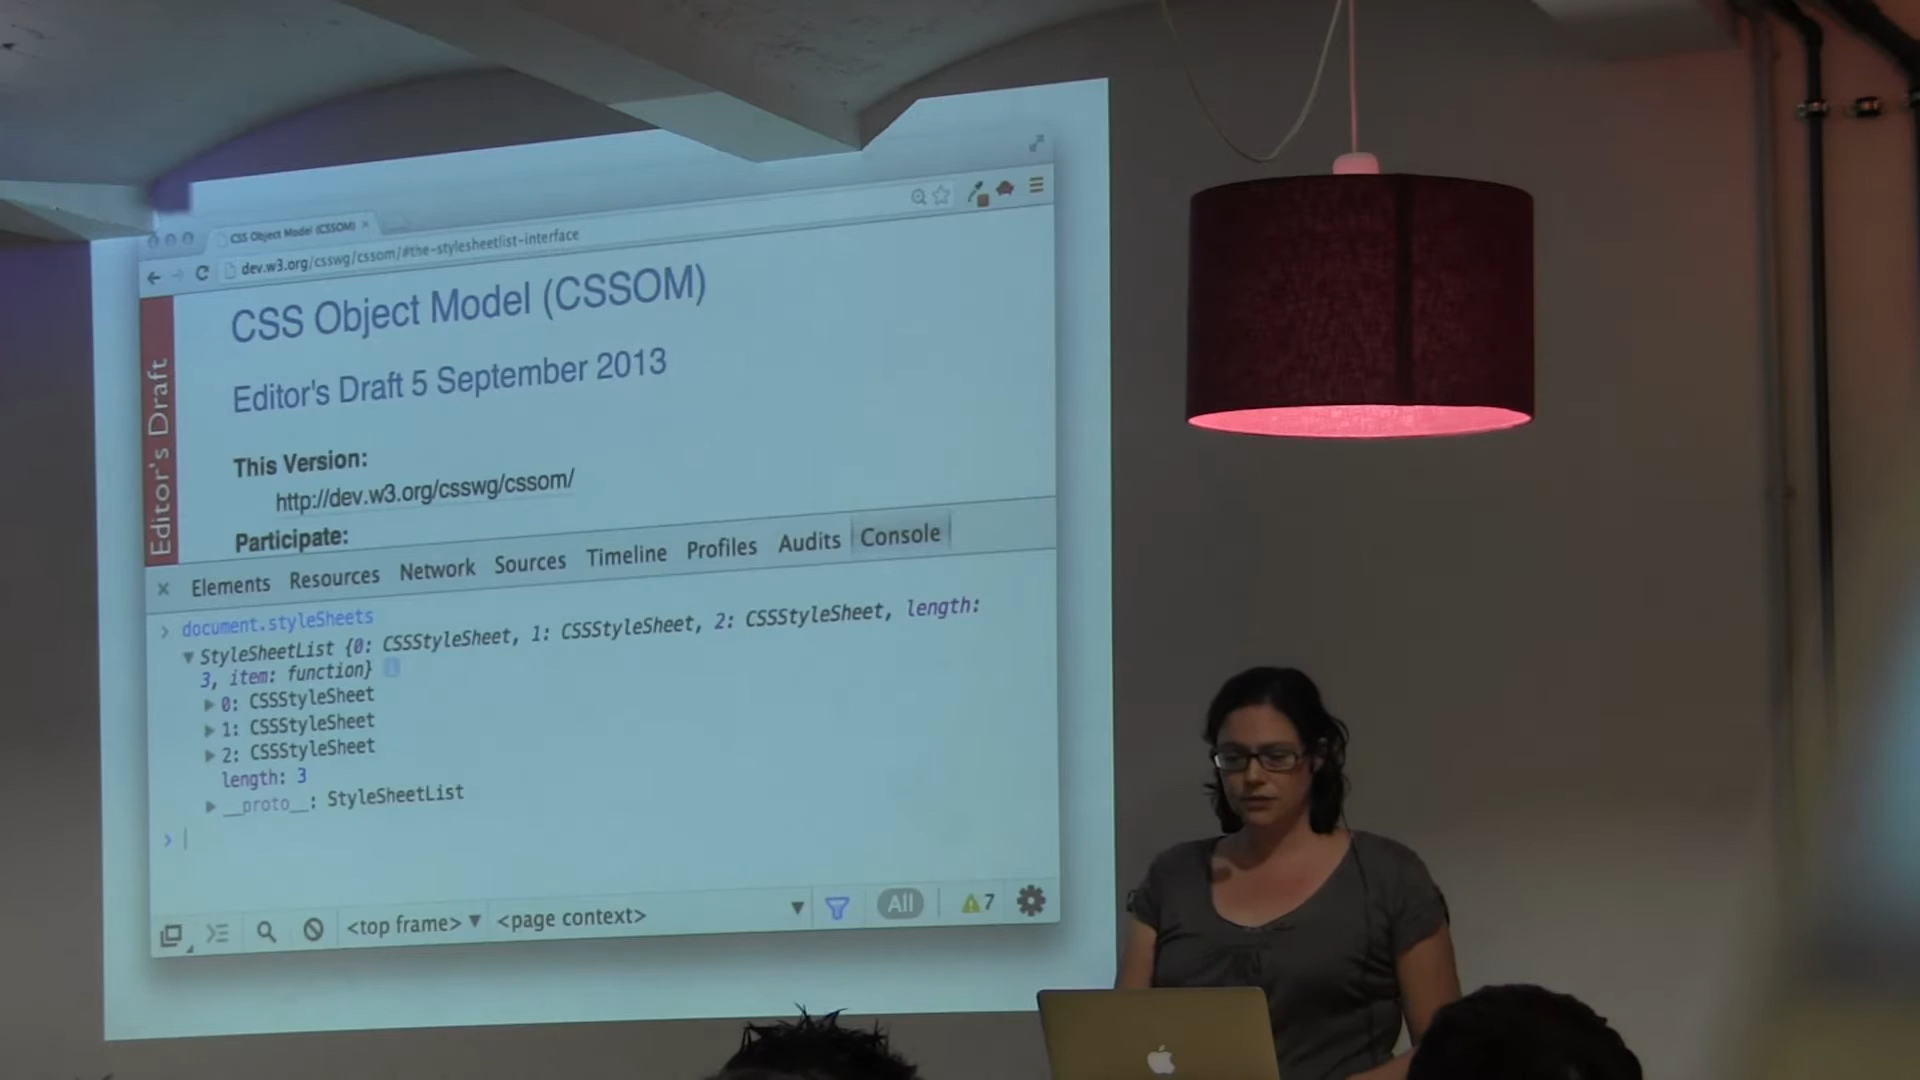 CSS Object Model (CSSOM)
dev.w3.org/csswg/cssom/#the-stylesheetlist-interface
Editor's Draft
CSS Object Model (CSSOM)
Editor's Draft 5 September 2013
This Version:
http://dev.w3.org/csswg/cssom/
Participate:
Elements Resources Network Sources Timeline Profiles Audits Console
document.styleSheets
StyleSheetList {0: CSSStyleSheet, 1: CSSStyleSheet, 2: CSSStyleSheet, length:
3, item: function}
0: CSSStyleSheet
1: CSSStyleSheet
2: CSSStyleSheet
length: 3
__proto__: StyleSheetList
<top frame> <page context> All 7